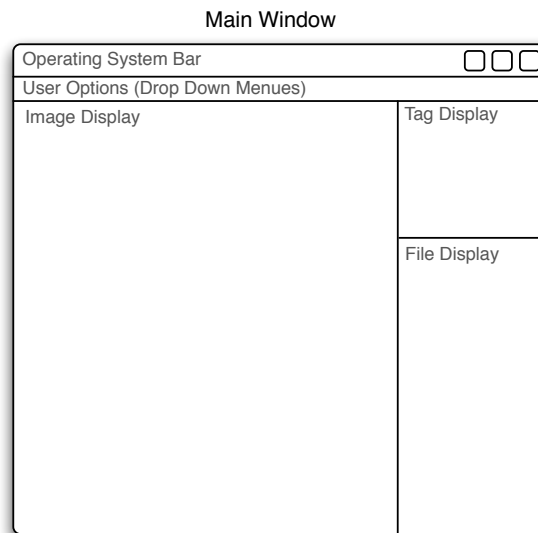 Main Window
Operating System Bar
User Options (Drop Down Menues)
Image Display
Tag Display
File Display